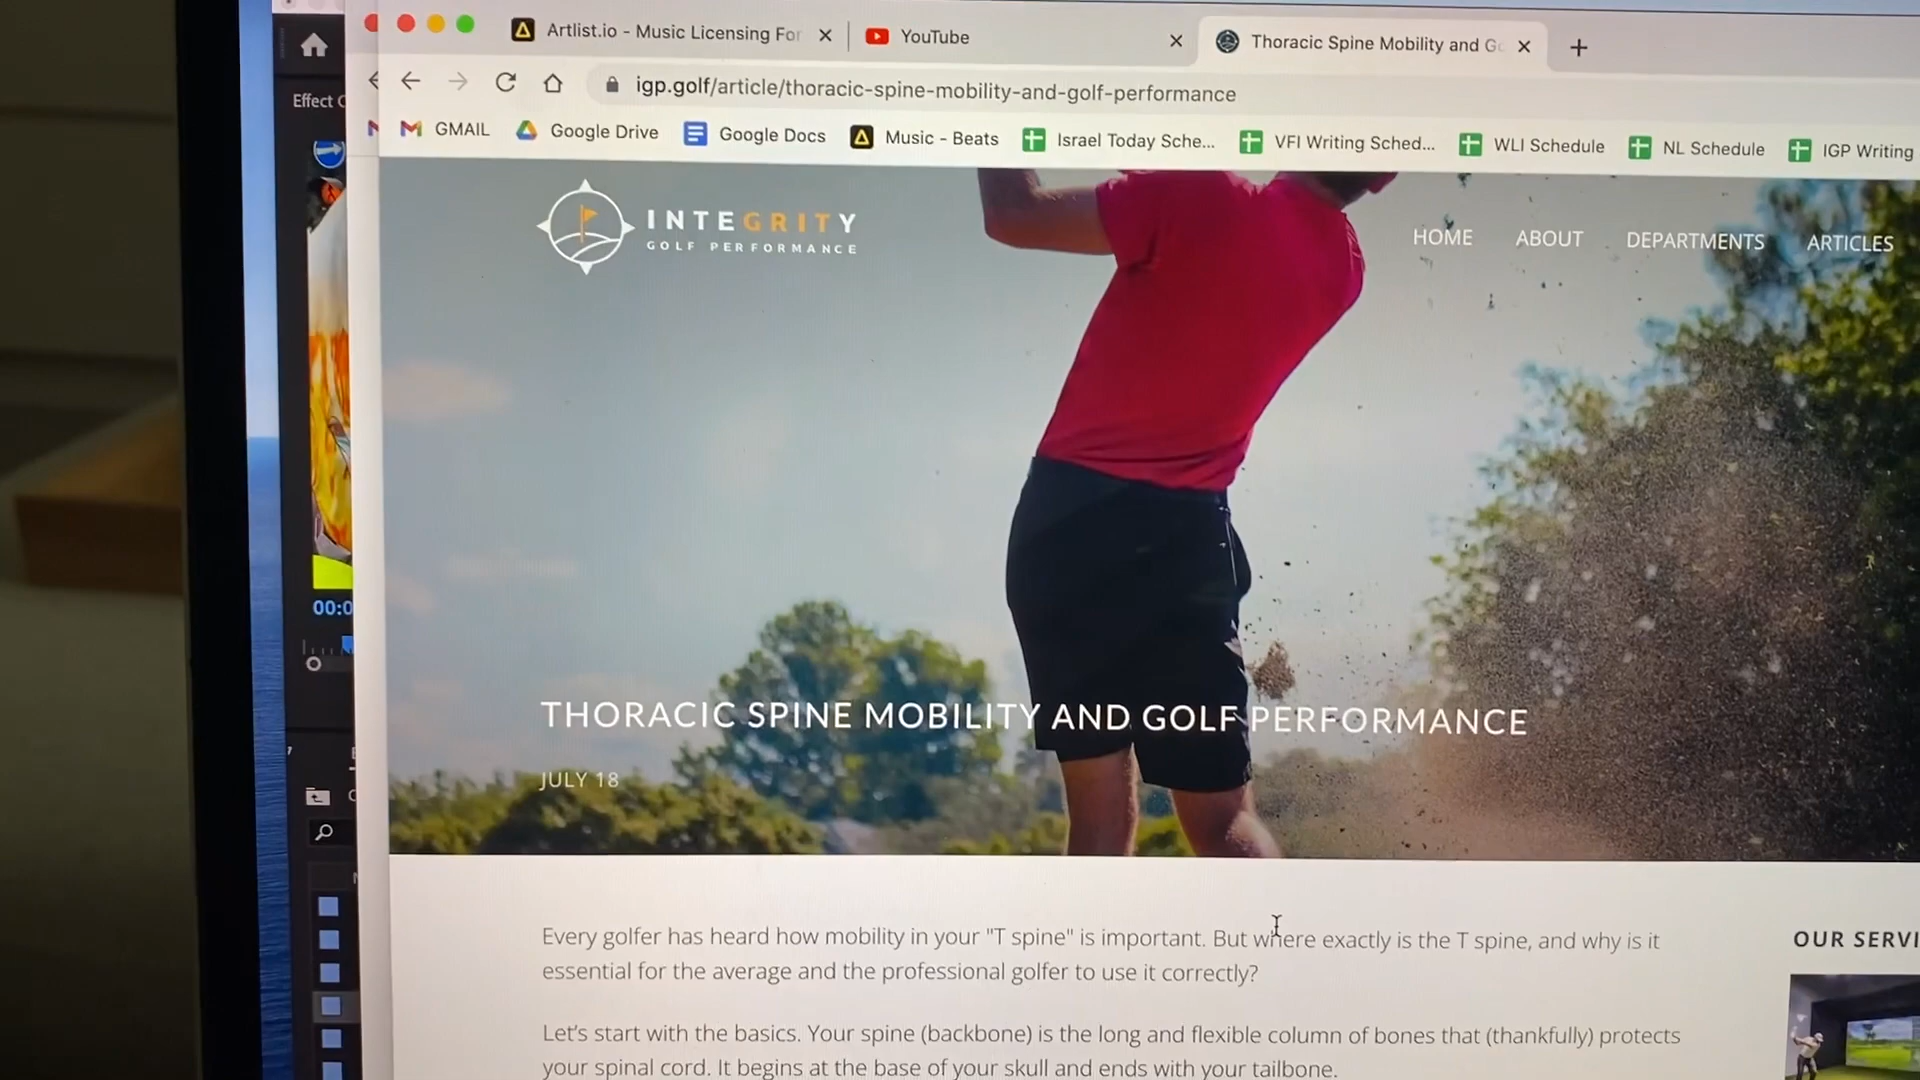 Artlist.io - Music Licensing For
YouTube
Thoracic Spine Mobility and Go
igp.golf/article/thoracic-spine-mobility-and-golf-performance
GMAIL
Google Drive
Google Docs
Music - Beats
Israel Today Sche...
VFI Writing Sched...
WLI Schedule
NL Schedule
IGP Writing
Effect C
INTEGRITY
GOLF PERFORMANCE
HOME
ABOUT
DEPARTMENTS
ARTICLES
00:0
THORACIC SPINE MOBILITY AND GOLF PERFORMANCE
JULY 18
Every golfer has heard how mobility in your "T spine" is important. But where exactly is the T spine, and why is it
essential for the average and the professional golfer to use it correctly?
OUR SERVI
Let's start with the basics. Your spine (backbone) is the long and flexible column of bones that (thankfully) protects
your spinal cord. It begins at the base of your skull and ends with your tailbone.